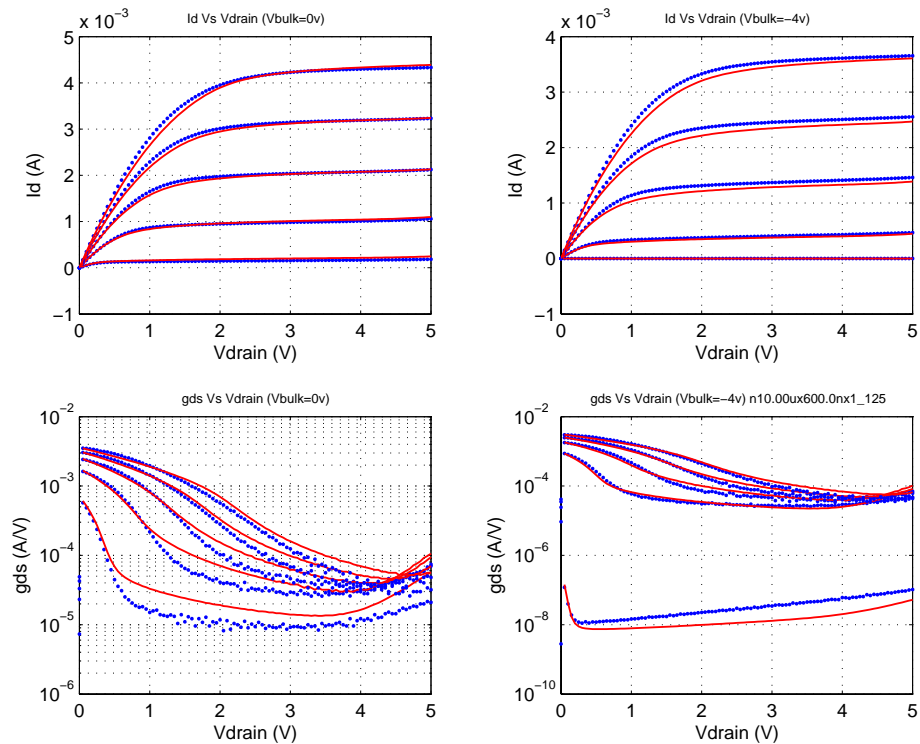 Id Vs Vdrain (Vbulk=0v)
x 10⁻³
5
4
3
2
1
0
−1
Id (A)
0 1 2 3 4 5
Vdrain (V)
Id Vs Vdrain (Vbulk=−4v)
x 10⁻³
4
3
2
1
0
−1
Id (A)
0 1 2 3 4 5
Vdrain (V)
gds Vs Vdrain (Vbulk=0v)
10⁻²
10⁻³
10⁻⁴
10⁻⁵
10⁻⁶
gds (A/V)
0 1 2 3 4 5
Vdrain (V)
gds Vs Vdrain (Vbulk=−4v) n10.00ux600.0nx1_125
10⁻²
10⁻⁴
10⁻⁶
10⁻⁸
10⁻¹⁰
gds (A/V)
0 1 2 3 4 5
Vdrain (V)